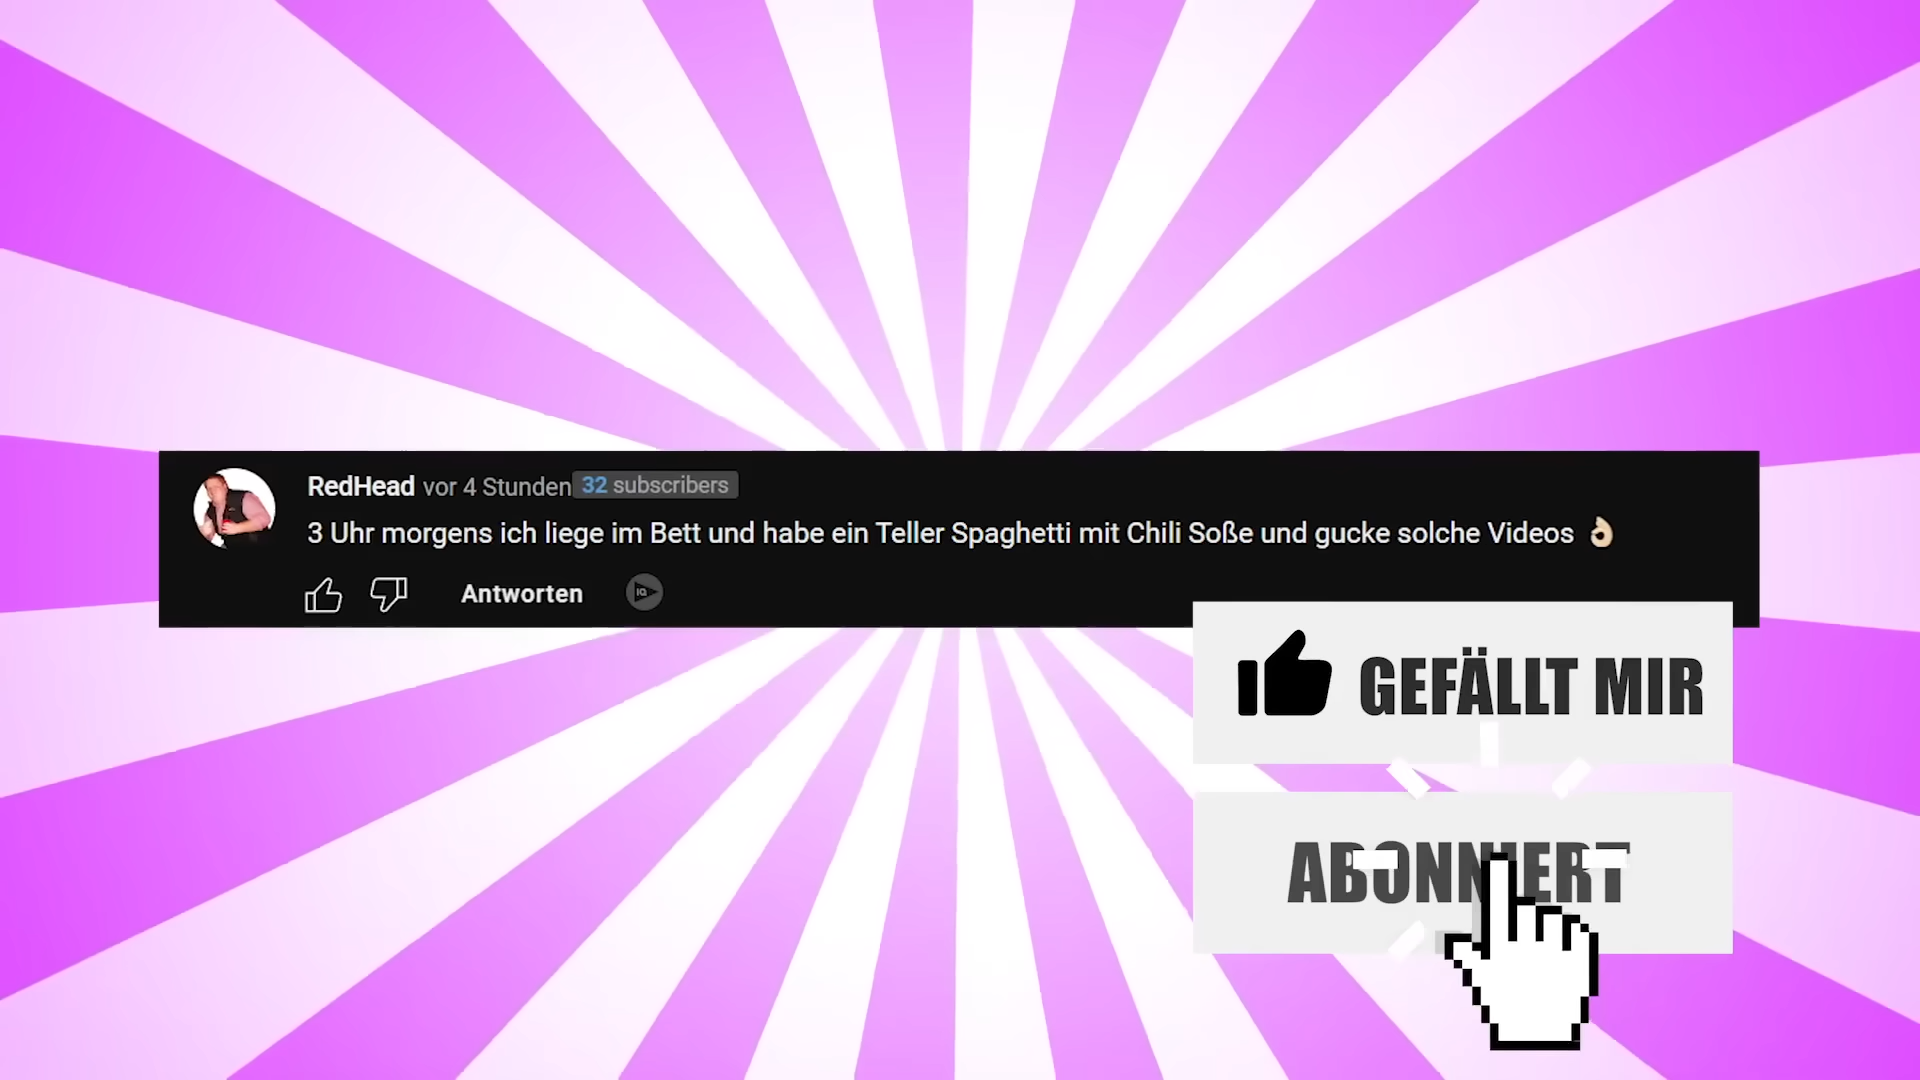 RedHead vor 4 Stunden 32 subscribers
3 Uhr morgens ich liege im Bett und habe ein Teller Spaghetti mit Chili Soße und gucke solche Videos 👌🏼
Antworten IQ
GEFÄLLT MIR
ABONNIERT